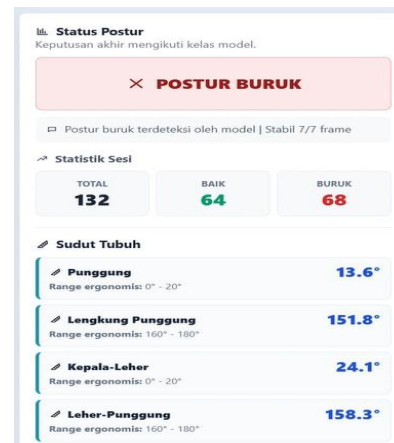 Status Postur
Keputusan akhir mengikuti kelas model.
POSTUR BURUK
Postur buruk terdeteksi oleh model | Stabil 7/7 frame
Statistik Sesi
TOTAL BAIK BURUK
132 64 68
Sudut Tubuh
Punggung 13.6°
Range ergonomis: 0° - 20°
Lengkung Punggung 151.8°
Range ergonomis: 160° - 180°
Kepala-Leher 24.1°
Range ergonomis: 0° - 20°
Leher-Punggung 158.3°
Range ergonomis: 160° - 180°